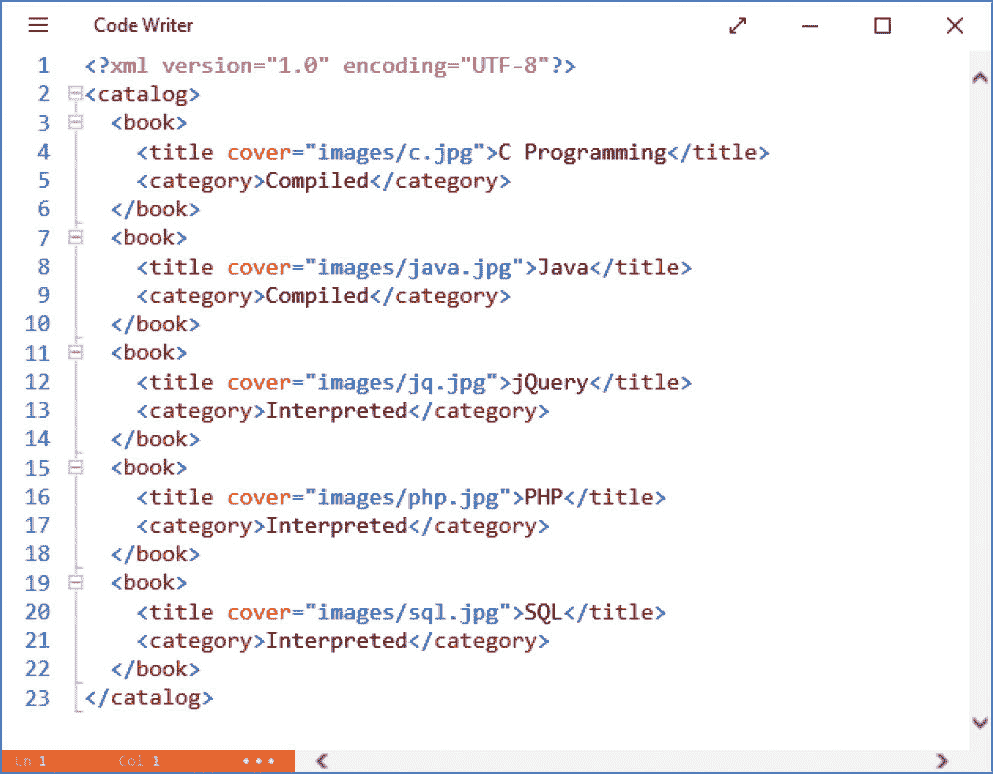 Code Writer
1 <?xml version="1.0" encoding="UTF-8"?>
2 <catalog>
3   <book>
4     <title cover="images/c.jpg">C Programming</title>
5     <category>Compiled</category>
6   </book>
7   <book>
8     <title cover="images/java.jpg">Java</title>
9     <category>Compiled</category>
10   </book>
11   <book>
12     <title cover="images/jq.jpg">jQuery</title>
13     <category>Interpreted</category>
14   </book>
15   <book>
16     <title cover="images/php.jpg">PHP</title>
17     <category>Interpreted</category>
18   </book>
19   <book>
20     <title cover="images/sql.jpg">SQL</title>
21     <category>Interpreted</category>
22   </book>
23 </catalog>
Ln 1 Col 1